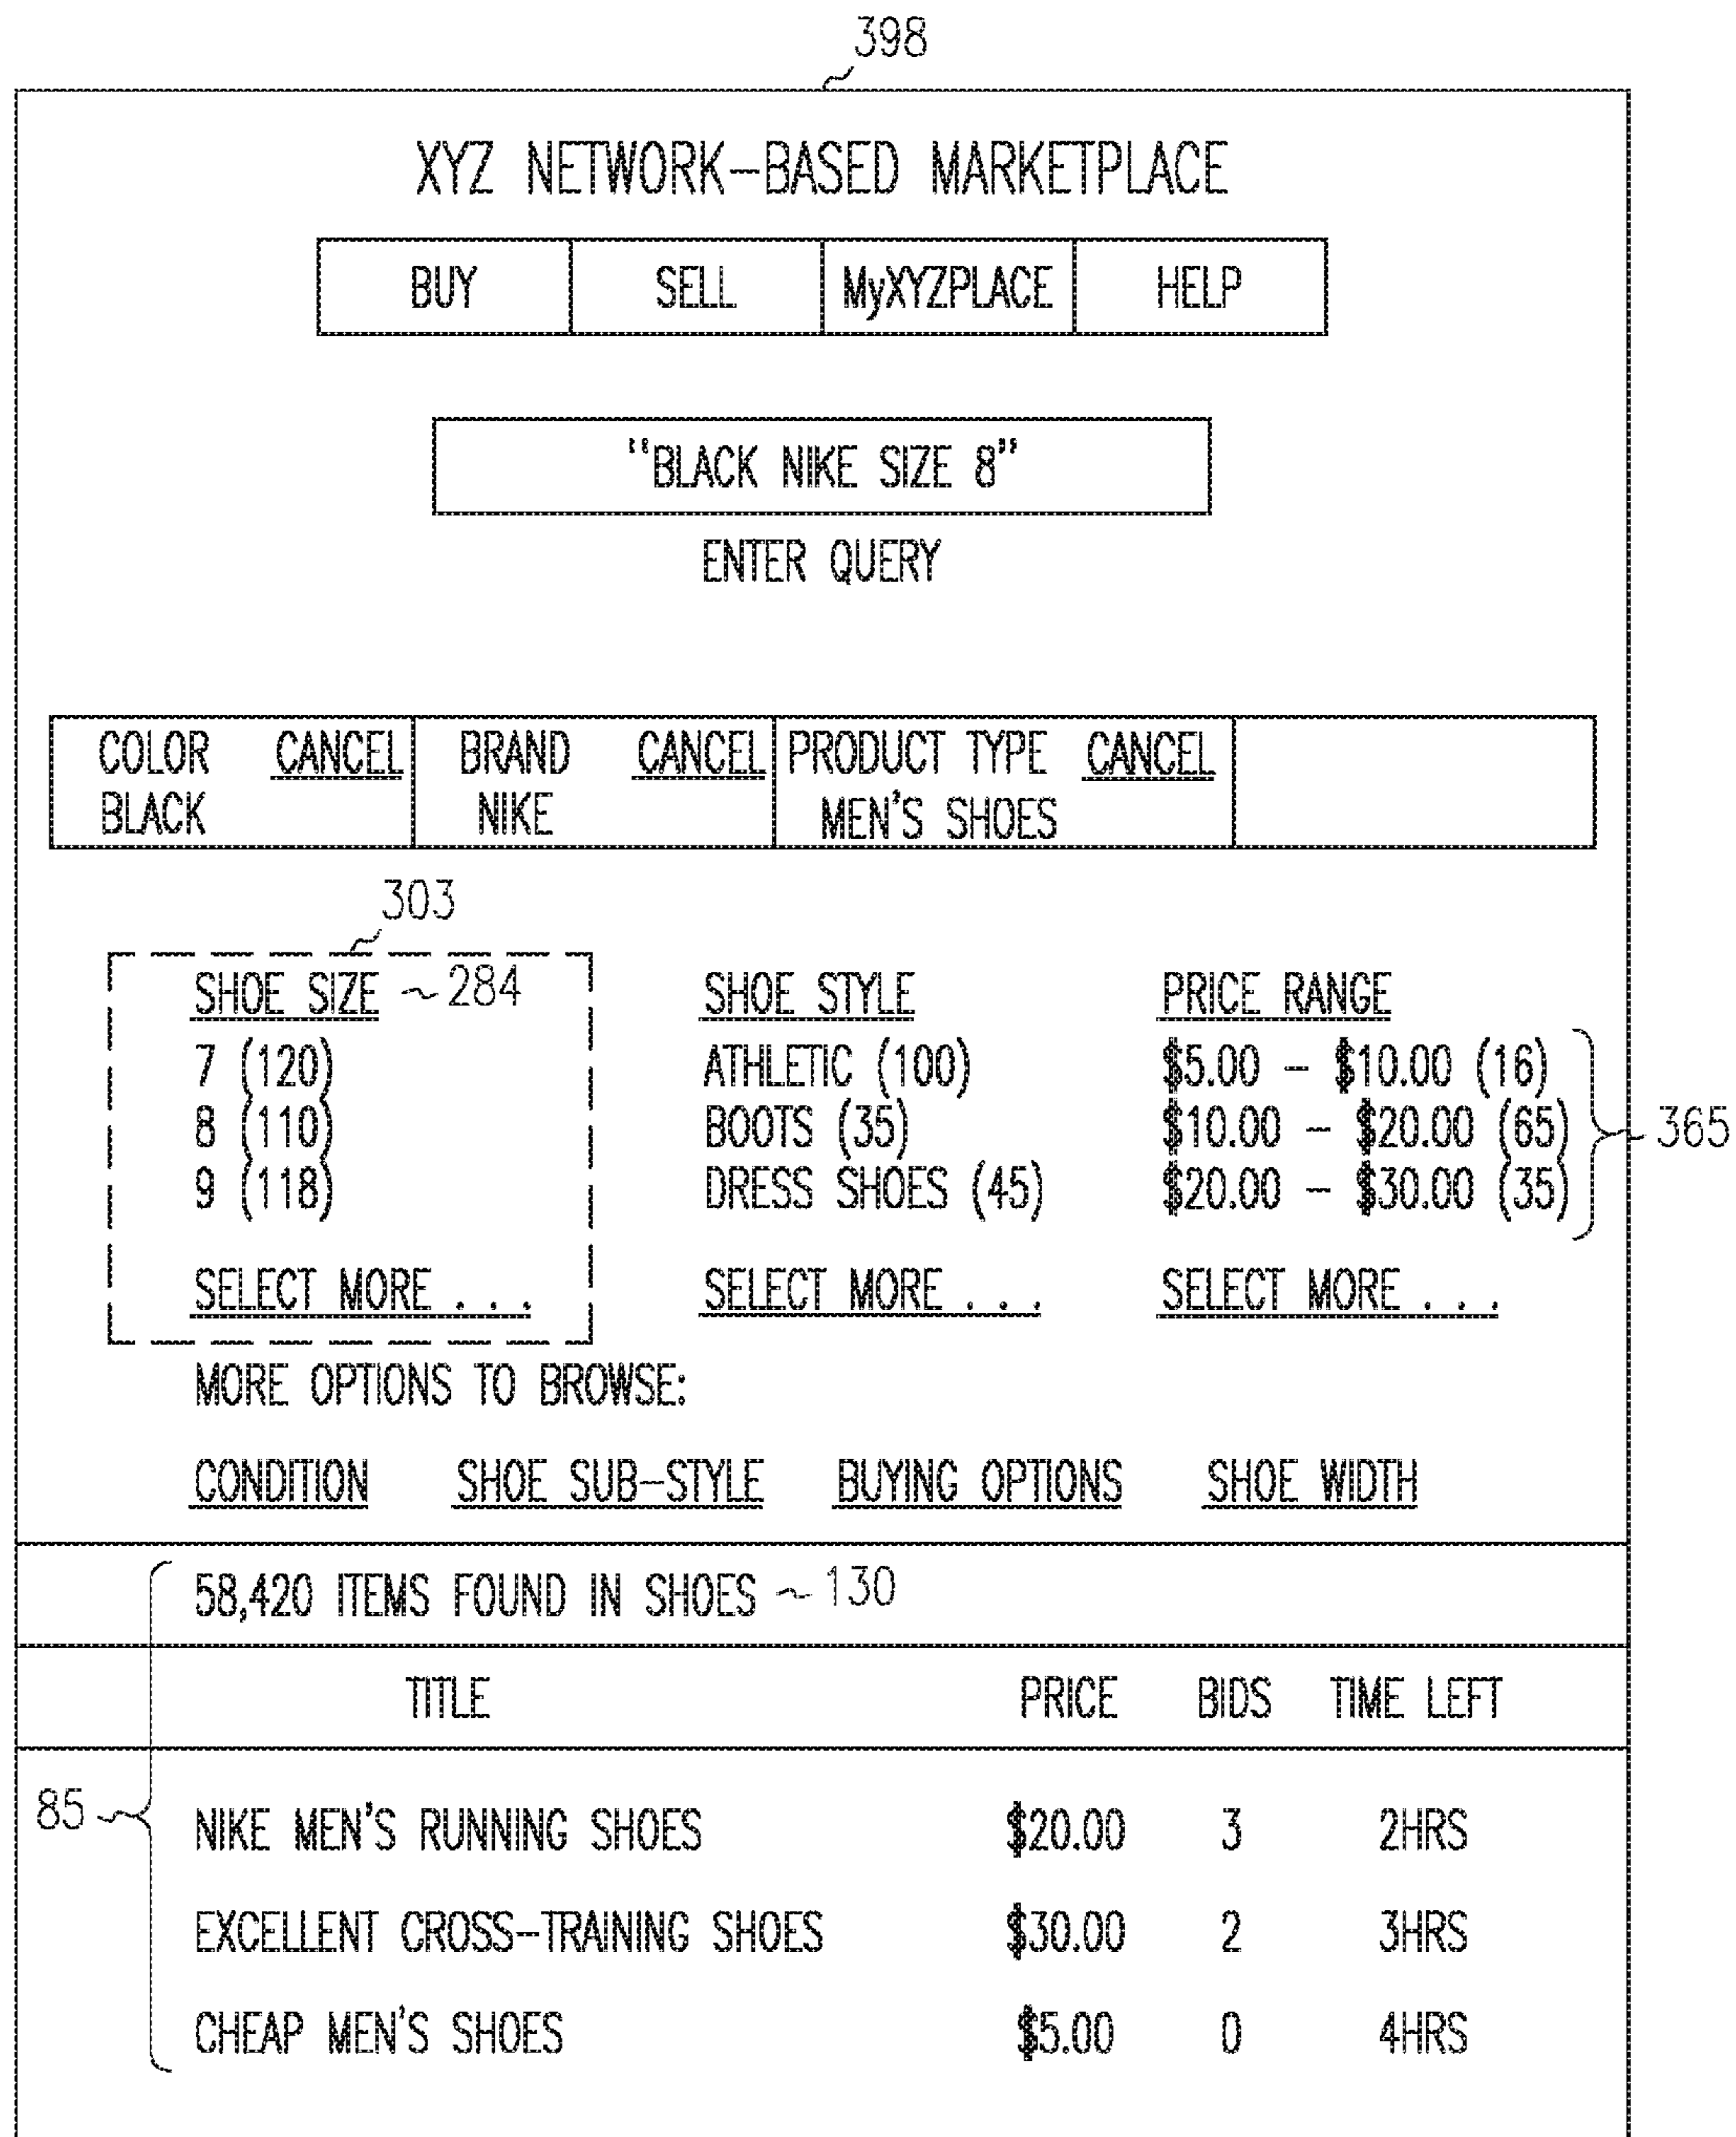 398
XYZ NETWORK-BASED MARKETPLACE
BUY SELL MyXYZPLACE HELP
"BLACK NIKE SIZE 8"
ENTER QUERY
COLOR CANCEL BRAND CANCEL PRODUCT TYPE CANCEL
BLACK NIKE MEN'S SHOES
303
SHOE SIZE ~284 SHOE STYLE PRICE RANGE
7 (120) ATHLETIC (100) $5.00 - $10.00 (16)
8 (110) BOOTS (35) $10.00 - $20.00 (65) 365
9 (118) DRESS SHOES (45) $20.00 - $30.00 (35)
SELECT MORE . . . SELECT MORE . . . SELECT MORE . . .
MORE OPTIONS TO BROWSE:
CONDITION SHOE SUB-STYLE BUYING OPTIONS SHOE WIDTH
58,420 ITEMS FOUND IN SHOES ~130
TITLE PRICE BIDS TIME LEFT
85 NIKE MEN'S RUNNING SHOES $20.00 3 2HRS
EXCELLENT CROSS-TRAINING SHOES $30.00 2 3HRS
CHEAP MEN'S SHOES $5.00 0 4HRS